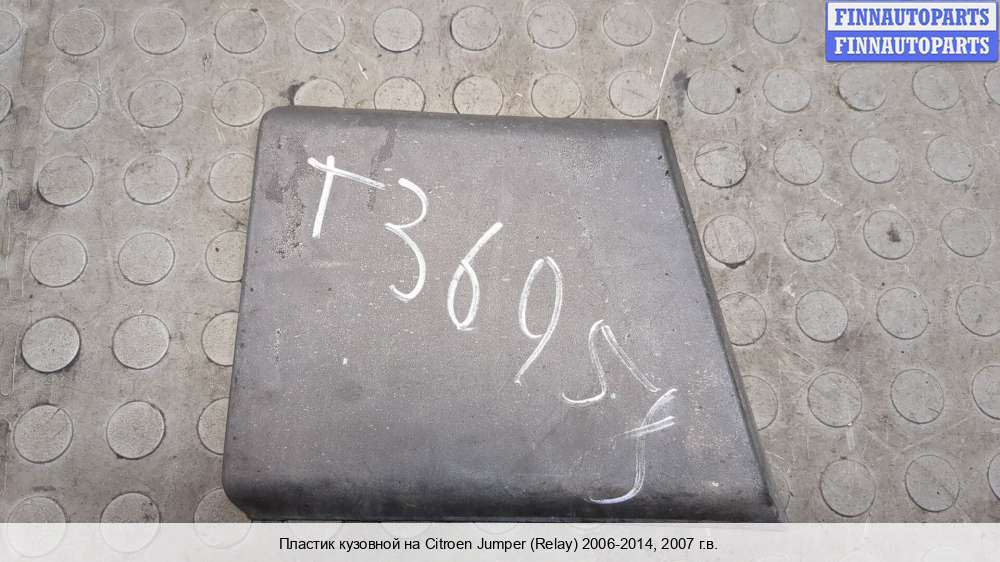 FINNAUTOPARTS
FINNAUTOPARTS
T3695
Пластик кузовной на Citroen Jumper (Relay) 2006-2014, 2007 г.в.